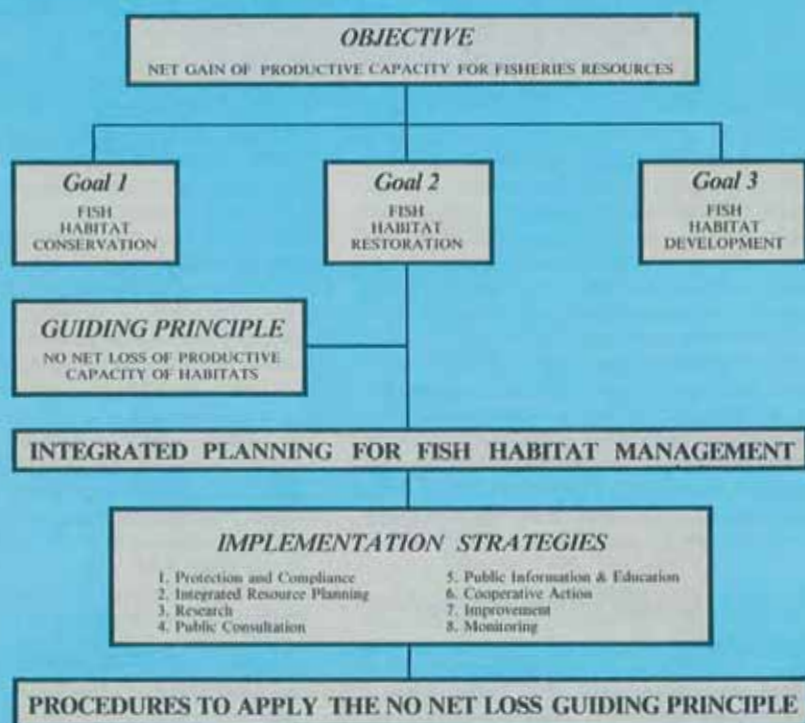 OBJECTIVE
NET GAIN OF PRODUCTIVE CAPACITY FOR FISHERIES RESOURCES
Goal 1
FISH
HABITAT
CONSERVATION
Goal 2
FISH
HABITAT
RESTORATION
Goal 3
FISH
HABITAT
DEVELOPMENT
GUIDING PRINCIPLE
NO NET LOSS OF PRODUCTIVE
CAPACITY OF HABITATS
INTEGRATED PLANNING FOR FISH HABITAT MANAGEMENT
IMPLEMENTATION STRATEGIES
1. Protection and Compliance
2. Integrated Resource Planning
3. Research
4. Public Consultation
5. Public Information & Education
6. Cooperative Action
7. Improvement
8. Monitoring
PROCEDURES TO APPLY THE NO NET LOSS GUIDING PRINCIPLE